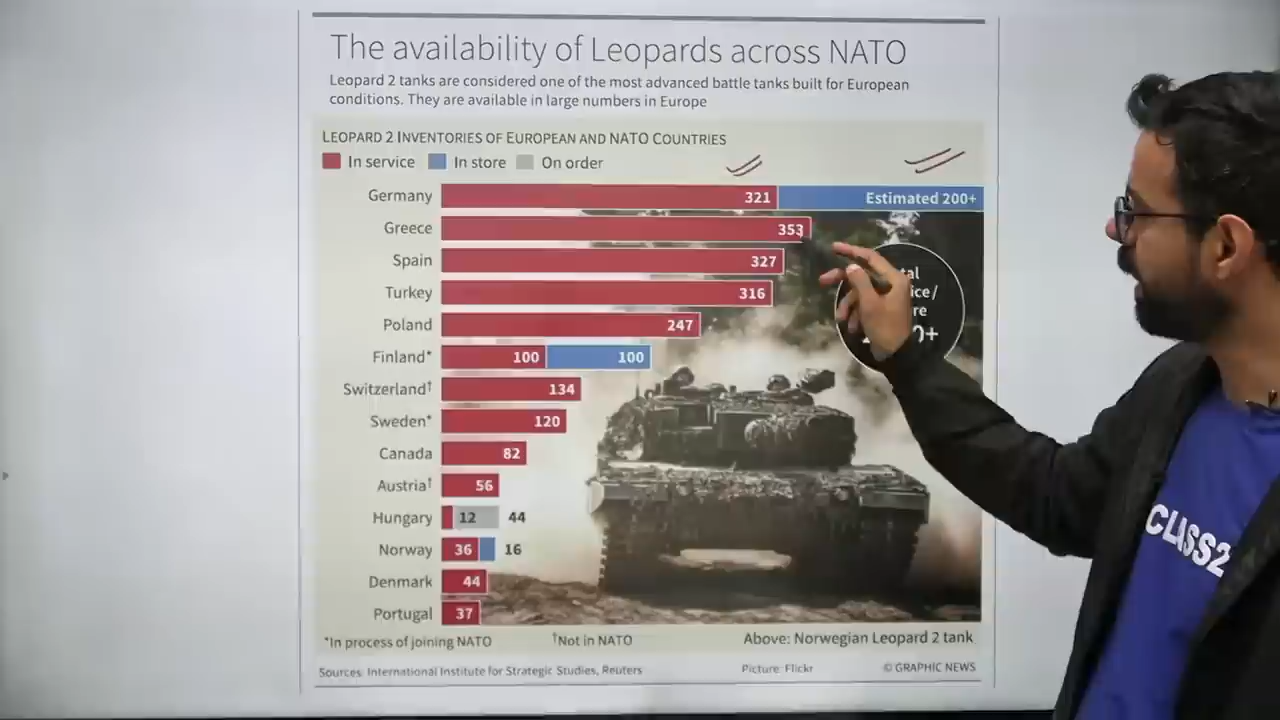 The availability of Leopards across NATO
Leopard 2 tanks are considered one of the most advanced battle tanks built for European
conditions. They are available in large numbers in Europe
LEOPARD 2 INVENTORIES OF EUROPEAN AND NATO COUNTRIES
In service In store On order
Germany 321 Estimated 200+
Greece 353
Spain 327
Turkey 316
Poland 247
Finland* 100 100
Switzerland† 134
Sweden* 120
Canada 82
Austria† 56
Hungary 12 44
Norway 36 16
Denmark 44
Portugal 37
*In process of joining NATO †Not in NATO Above: Norwegian Leopard 2 tank
Sources: International Institute for Strategic Studies, Reuters Picture: Flickr © GRAPHIC NEWS
CLASS2